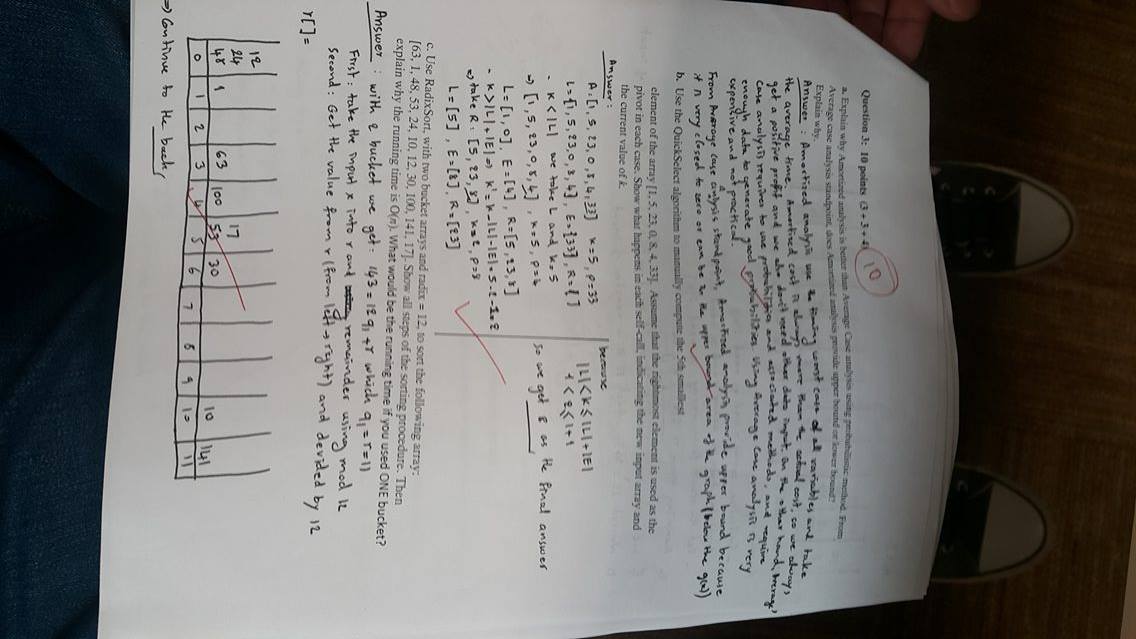 Question 3: 10 points (3 + 3 + 4) 10
a. Explain why Amortized analysis is better than Average Case analysis using probabilistic method. From
Average case analysis standpoint, does Amortized analysis provide upper bound or lower bound?
Explain why.
Answer : Amortized analysis use the timing worst case of all variables and take
the average time. Amortized cost is always more than the actual cost, so we always,
get a positive profit and we also don't need other data input. On the other hand, Average
case analysis requires to use probabilities and associated methods, and require
enough data to generate good probabilities. Using Average Case analysis is very
expensive and not practical.
From Average case anlysis standpoint, Amortized analysis provide upper bound because
it is very closed to zero or can be in the upper bound area of the graph (below the g(x))
b. Use the QuickSelect algorithm to manually compute the 5th smallest
element of the array [1, 5, 23, 0, 8, 4, 33]. Assume that the rightmost element is used as the
pivot in each case. Show what happens in each self-call, indicating the new input array and
the current value of k.
Answer :
A: [1, 5, 23, 0, 8, 4, 33] k=5, p=33
L={1, 5, 23, 0, 8, 4}, E={33}, R={ }
- k < |L| we take L and k=5
=> [1, 5, 23, 0, 8, 4], k=5, p=4
L=[1, 0], E=[4], R=[5, 23, 8]
- k>|L|+|E| => k'= k-|L|-|E|=5-2-1=2
=> take R: [5, 23, 8], k=2, p=8
L=[5], E=[8], R=[23]
because
|L|<k≤|L|+|E|
1 <2≤1+1
so we get 8 as the final answer
c. Use RadixSort, with two bucket arrays and radix = 12, to sort the following array:
[63, 1, 48, 53, 24, 10, 12, 30, 100, 141, 17]. Show all steps of the sorting procedure. Then
explain why the running time is O(n). What would be the running time if you used ONE bucket?
Answer : with 2 bucket we get: 143 = 12q1 + r which q1 = r = 11
First: take the input x into r and remainder using mod 12
Second: Get the value from r (from left → right) and devided by 12
r[]=
12
24 17
48 1 63 100 53 30 10 141
0 1 2 3 4 5 6 7 8 9 10 11
=> Continue to the back,